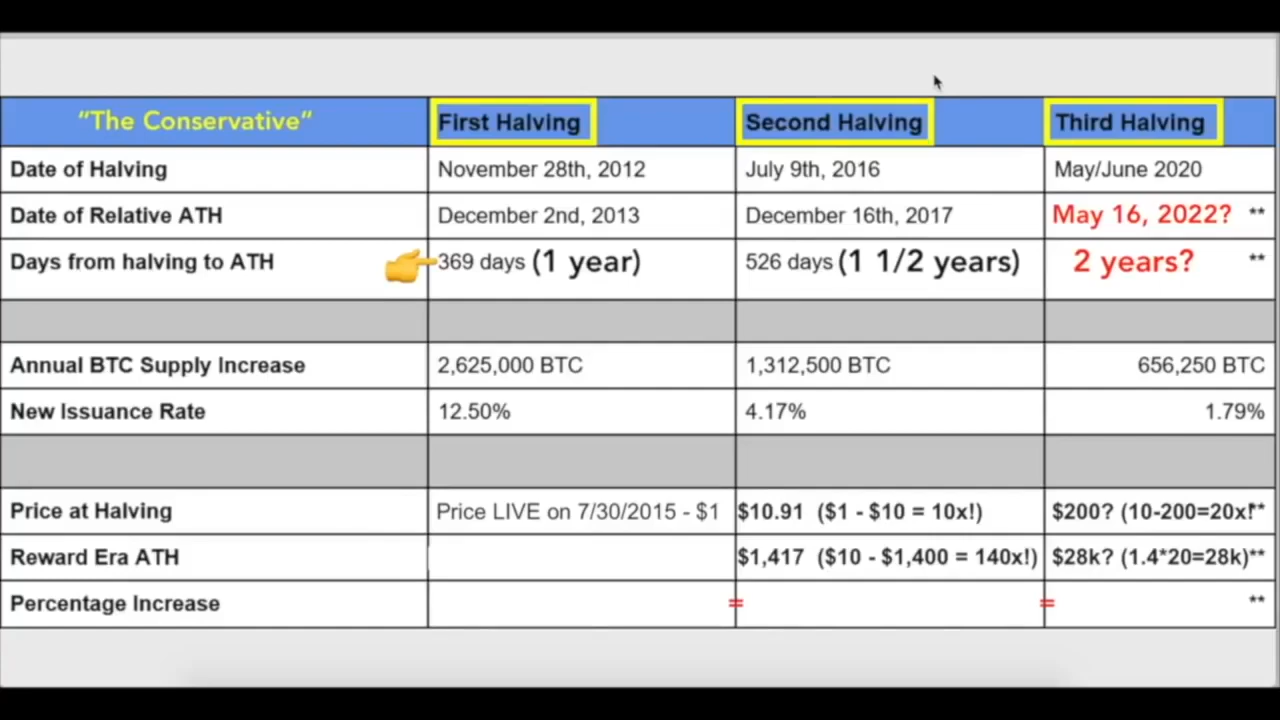 "The Conservative" First Halving Second Halving Third Halving
Date of Halving November 28th, 2012 July 9th, 2016 May/June 2020
Date of Relative ATH December 2nd, 2013 December 16th, 2017 May 16, 2022? **
Days from halving to ATH 369 days (1 year) 526 days (1 1/2 years) 2 years? **
Annual BTC Supply Increase 2,625,000 BTC 1,312,500 BTC 656,250 BTC
New Issuance Rate 12.50% 4.17% 1.79%
Price at Halving Price LIVE on 7/30/2015 - $1 $10.91 ($1 - $10 = 10x!) $200? (10-200=20x!**
Reward Era ATH $1,417 ($10 - $1,400 = 140x!) $28k? (1.4*20=28k)**
Percentage Increase = = **